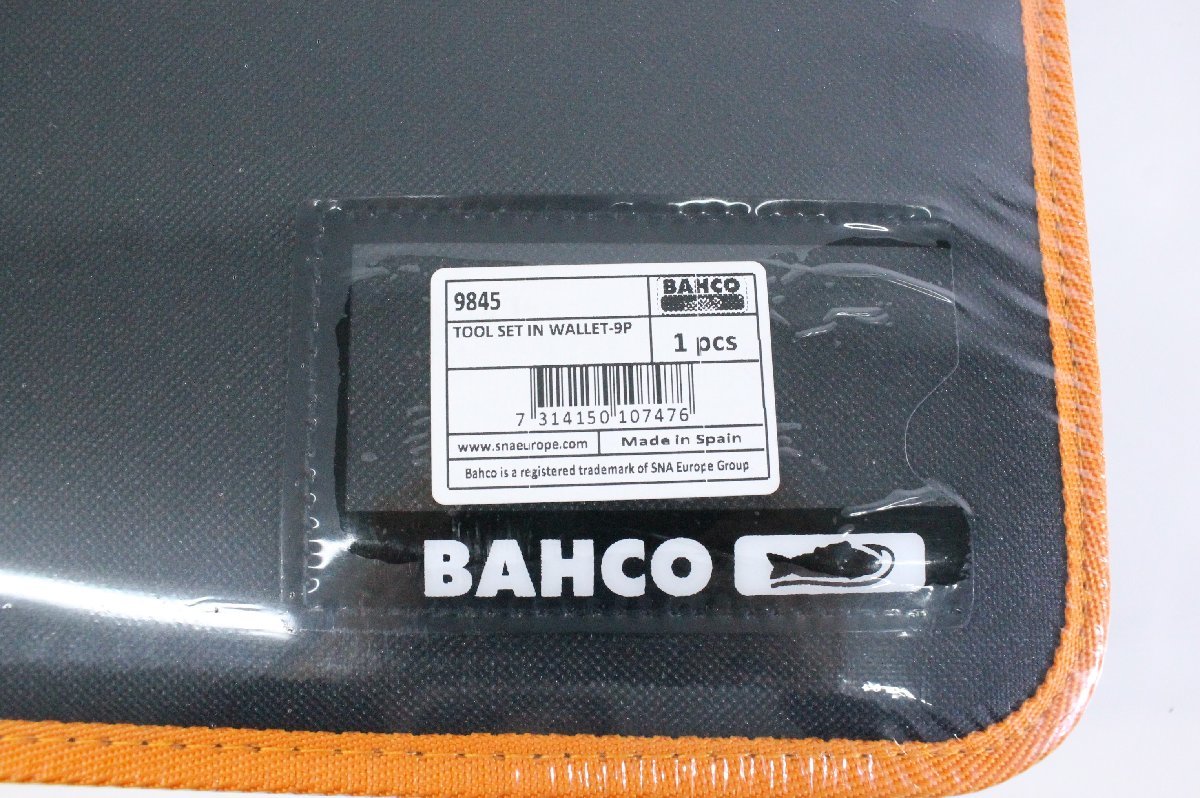 9845
BAHCO
TOOL SET IN WALLET-9P
1 pcs
7 314150 107476
www.snaeurope.com
Made in Spain
Bahco is a registered trademark of SNA Europe Group
BAHCO